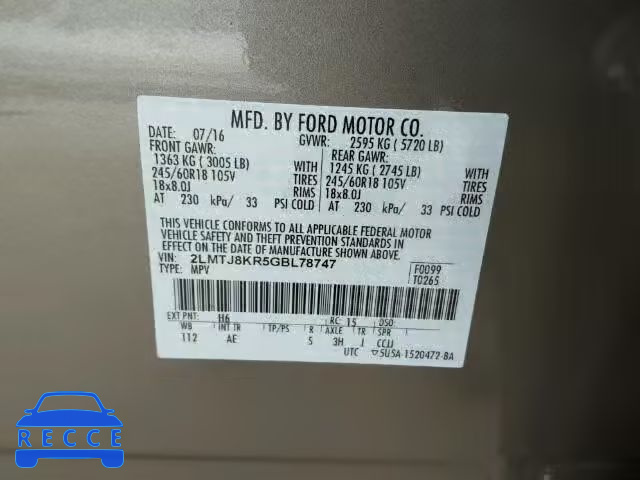 MFD. BY FORD MOTOR CO.
DATE: 07/16 GVWR: 2595 KG ( 5720 LB)
FRONT GAWR: REAR GAWR:
1363 KG ( 3005 LB) WITH 1245 KG ( 2745 LB) WITH
245/60R18 105V TIRES 245/60R18 105V TIRES
18x8.0J RIMS 18x8.0J RIMS
AT 230 kPa/ 33 PSI COLD AT 230 kPa/ 33 PSI COLD
THIS VEHICLE CONFORMS TO ALL APPLICABLE FEDERAL MOTOR
VEHICLE SAFETY AND THEFT PREVENTION STANDARDS IN
EFFECT ON THE DATE OF MANUFACTURE SHOWN ABOVE.
VIN: 2LMTJ8KR5GBL78747 F0099
TYPE: MPV T0265
EXT PNT: H6 RC: 15 DSO:
WB INT TR TP/PS R AXLE TR SPR
112 AE 5 3H J CCJJ
UTC 5U5A-1520472-BA
RECCE